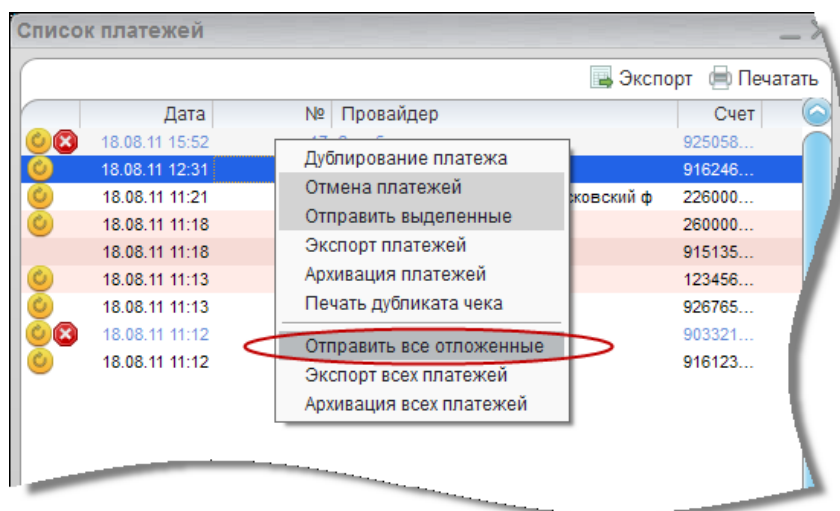 Список платежей
Экспорт Печатать
Дата № Провайдер Счет
18.08.11 15:52 925058...
18.08.11 12:31 916246...
18.08.11 11:21 сковский ф 226000...
18.08.11 11:18 260000...
18.08.11 11:18 915135...
18.08.11 11:13 123456...
18.08.11 11:13 926765...
18.08.11 11:12 903321...
18.08.11 11:12 916123...
Дублирование платежа
Отмена платежей
Отправить выделенные
Экспорт платежей
Архивация платежей
Печать дубликата чека
Отправить все отложенные
Экспорт всех платежей
Архивация всех платежей